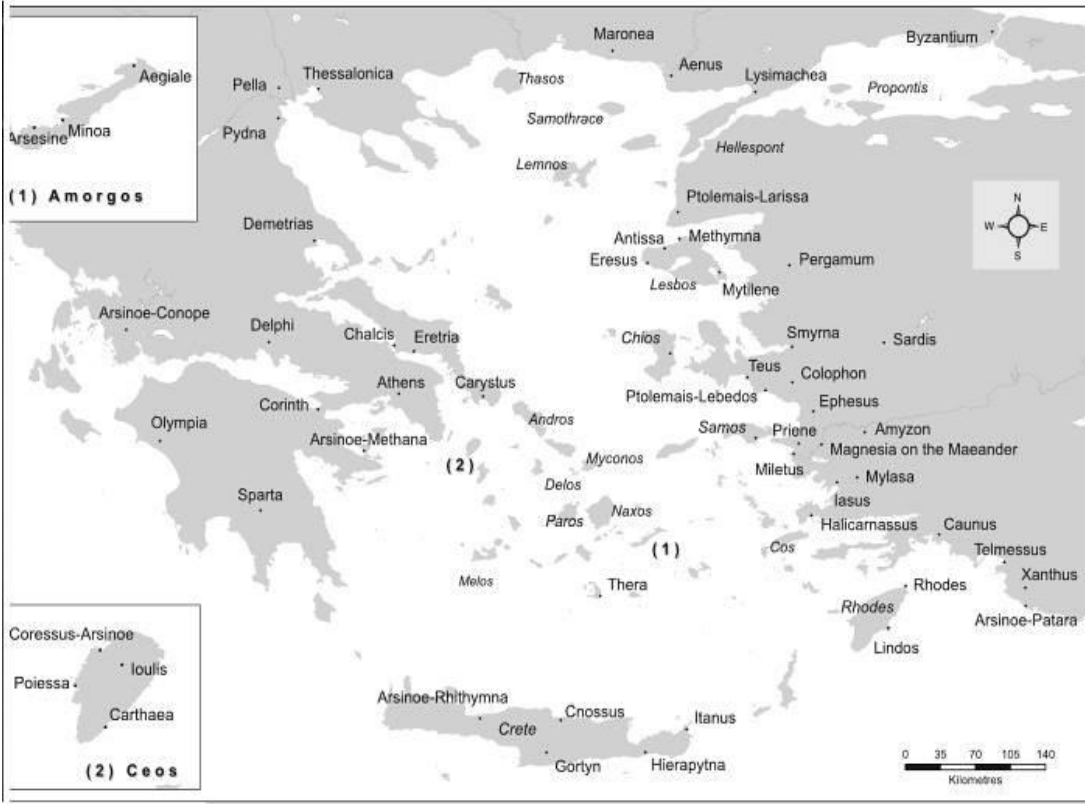 Aegiale
Minoa
Arsesine
(1) Amorgos
Maronea
Byzantium
Aenus
Thessalonica
Pella
Thasos
Lysimachea
Propontis
Samothrace
Pydna
Hellespont
Lemnos
N
W
E
S
Ptolemais-Larissa
Demetrias
Antissa
Methymna
Eresus
Pergamum
Lesbos
Mytilene
Arsinoe-Conope
Delphi
Chalcis
Eretria
Chios
Smyrna
Sardis
Teus
Colophon
Athens
Carystus
Ptolemais-Lebedos
Corinth
Ephesus
Olympia
Andros
Samos
Priene
Amyzon
Arsinoe-Methana
Magnesia on the Maeander
(2)
Myconos
Miletus
Mylasa
Delos
Sparta
Iasus
Paros
Naxos
Halicarnassus
Caunus
(1)
Cos
Telmessus
Melos
Thera
Xanthus
Rhodes
Rhodes
Arsinoe-Patara
Lindos
Coressus-Arsinoe
Ioulis
Poiessa
Carthaea
(2) Ceos
Arsinoe-Rhithymna
Cnossus
Itanus
Crete
Gortyn
Hierapytna
0 35 70 105 140
Kilometres